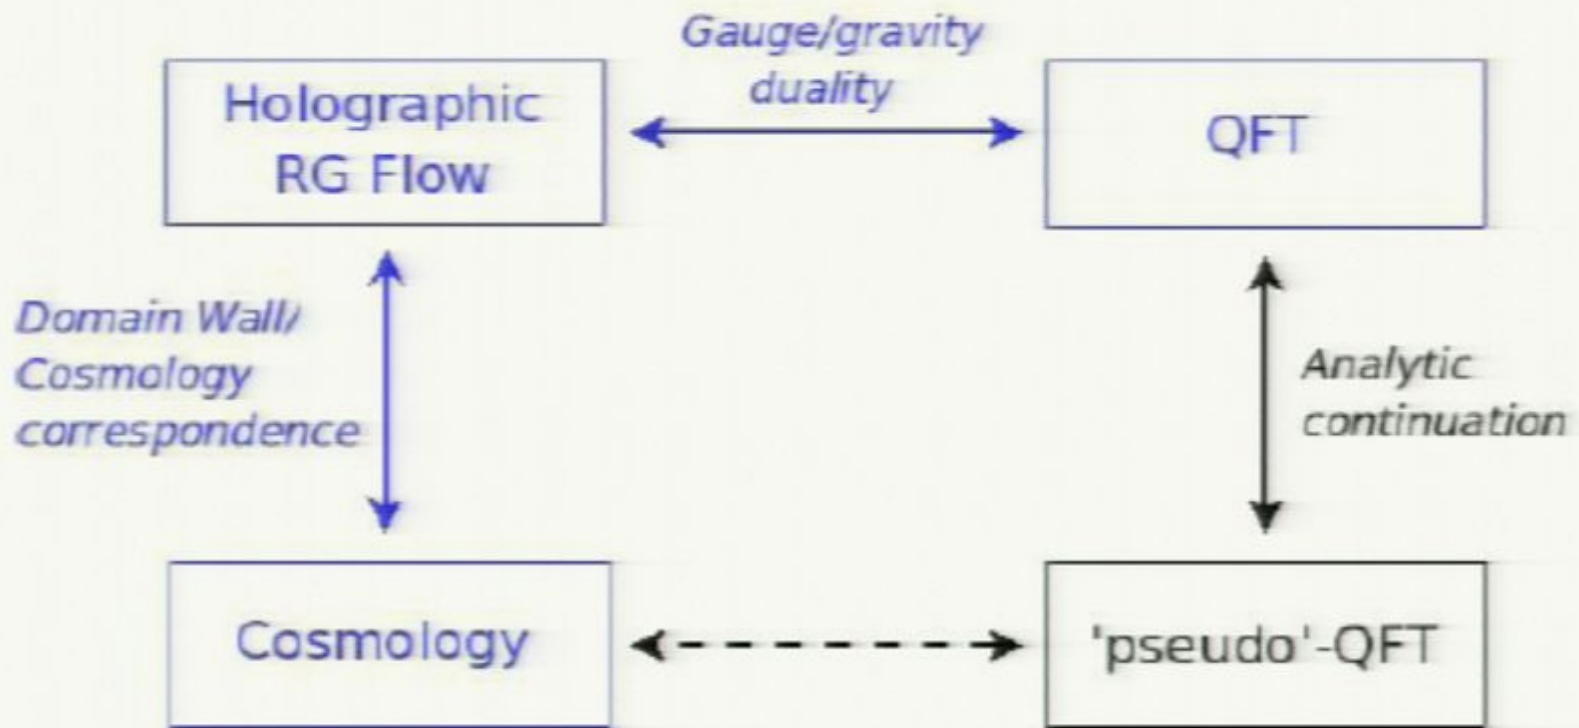 Gauge/gravity
duality
Holographic
RG Flow
QFT
Domain Wall/
Cosmology
correspondence
Analytic
continuation
Cosmology
'pseudo'-QFT